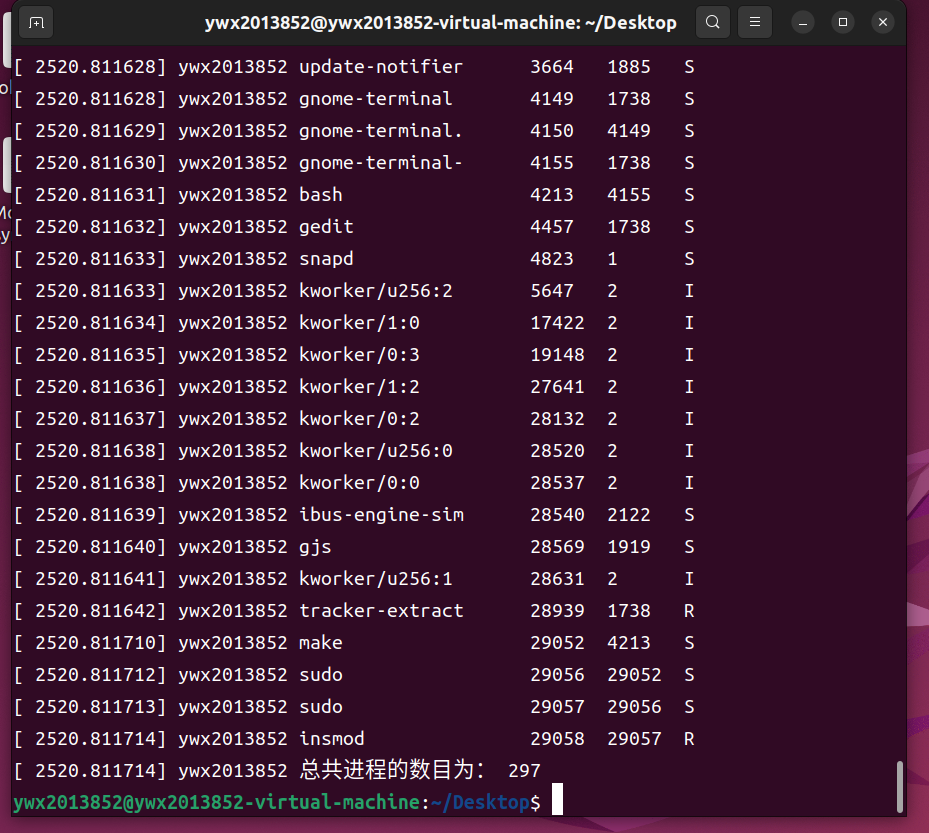 ywx2013852@ywx2013852-virtual-machine: ~/Desktop
[ 2520.811628] ywx2013852 update-notifier 3664 1885 S
[ 2520.811628] ywx2013852 gnome-terminal 4149 1738 S
[ 2520.811629] ywx2013852 gnome-terminal. 4150 4149 S
[ 2520.811630] ywx2013852 gnome-terminal- 4155 1738 S
[ 2520.811631] ywx2013852 bash 4213 4155 S
[ 2520.811632] ywx2013852 gedit 4457 1738 S
[ 2520.811633] ywx2013852 snapd 4823 1 S
[ 2520.811633] ywx2013852 kworker/u256:2 5647 2 I
[ 2520.811634] ywx2013852 kworker/1:0 17422 2 I
[ 2520.811635] ywx2013852 kworker/0:3 19148 2 I
[ 2520.811636] ywx2013852 kworker/1:2 27641 2 I
[ 2520.811637] ywx2013852 kworker/0:2 28132 2 I
[ 2520.811638] ywx2013852 kworker/u256:0 28520 2 I
[ 2520.811638] ywx2013852 kworker/0:0 28537 2 I
[ 2520.811639] ywx2013852 ibus-engine-sim 28540 2122 S
[ 2520.811640] ywx2013852 gjs 28569 1919 S
[ 2520.811641] ywx2013852 kworker/u256:1 28631 2 I
[ 2520.811642] ywx2013852 tracker-extract 28939 1738 R
[ 2520.811710] ywx2013852 make 29052 4213 S
[ 2520.811712] ywx2013852 sudo 29056 29052 S
[ 2520.811713] ywx2013852 sudo 29057 29056 S
[ 2520.811714] ywx2013852 insmod 29058 29057 R
[ 2520.811714] ywx2013852 总共进程的数目为： 297
ywx2013852@ywx2013852-virtual-machine:~/Desktop$